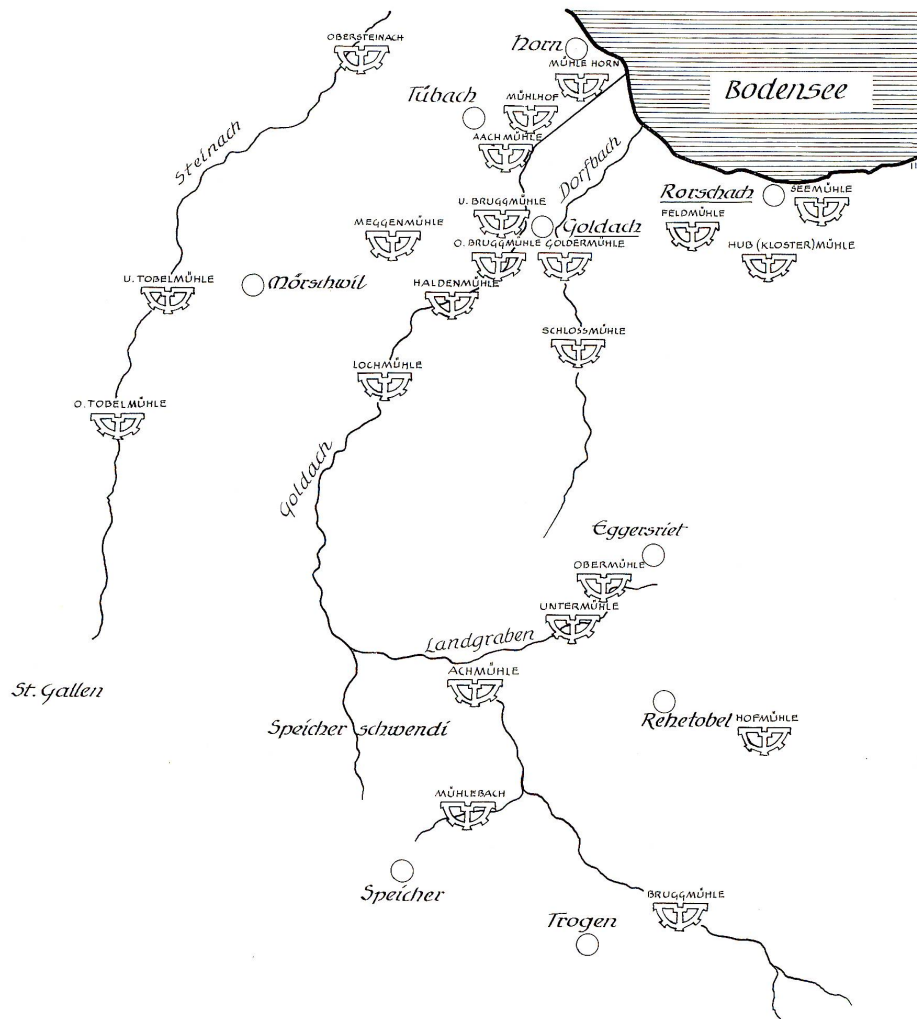 OBERSTEINACH
Horn
MÜHLE HORN
Bodensee
Tübach
MÜHLHOF
AACHMÜHLE
Steinach
Dorfbach
Rorschach
SEEMÜHLE
U. BRUGGMÜHLE
Goldach
FELDMÜHLE
MEGGENMÜHLE
O. BRUGGMÜHLE
GOLDERMÜHLE
HUB (KLOSTER) MÜHLE
U. TOBELMÜHLE
Mörschwil
HALDENMÜHLE
SCHLOSSMÜHLE
LOCHMÜHLE
O. TOBELMÜHLE
Goldach
Eggersriet
OBERMÜHLE
UNTERMÜHLE
Landgraben
ACHMÜHLE
St. Gallen
Speicher schwendi
Rehetobel
HOFMÜHLE
MÜHLEBACH
Speicher
BRUGGMÜHLE
Trogen